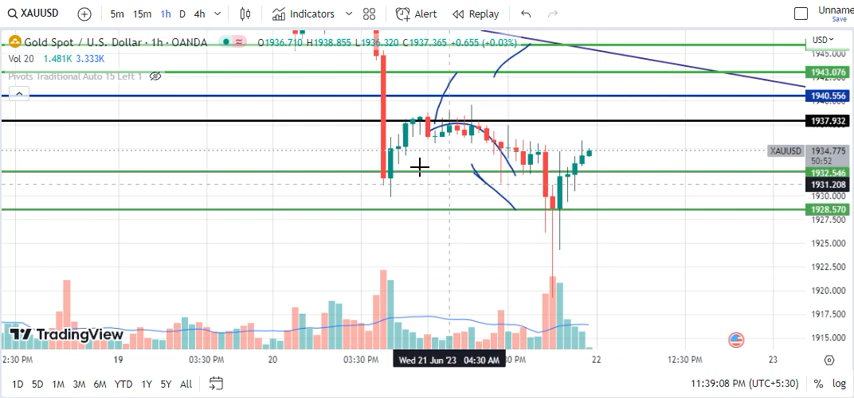 XAUUSD 5m 15m 1h D 4h Indicators Alert Replay Unname
Save
Gold Spot / U.S. Dollar · 1h · OANDA O1936.710 H1938.855 L1936.320 C1937.365 +0.655 (+0.03%) USD
Vol 20 1.481K 3.333K
1945.000
Pivots Traditional Auto 15 Left 1
1943.076
1940.556
1937.932
XAUUSD 1934.775
50:52
1932.546
1931.208
1930.000
1928.570
1927.500
1925.000
1922.500
1920.000
1917.500
1915.000
TradingView
2:30 PM 19 03:30 PM 20 03:30 PM Wed 21 Jun '23 04:30 AM 30 PM 22 12:30 PM 23
1D 5D 1M 3M 6M YTD 1Y 5Y All 11:39:08 PM (UTC+5:30) % log